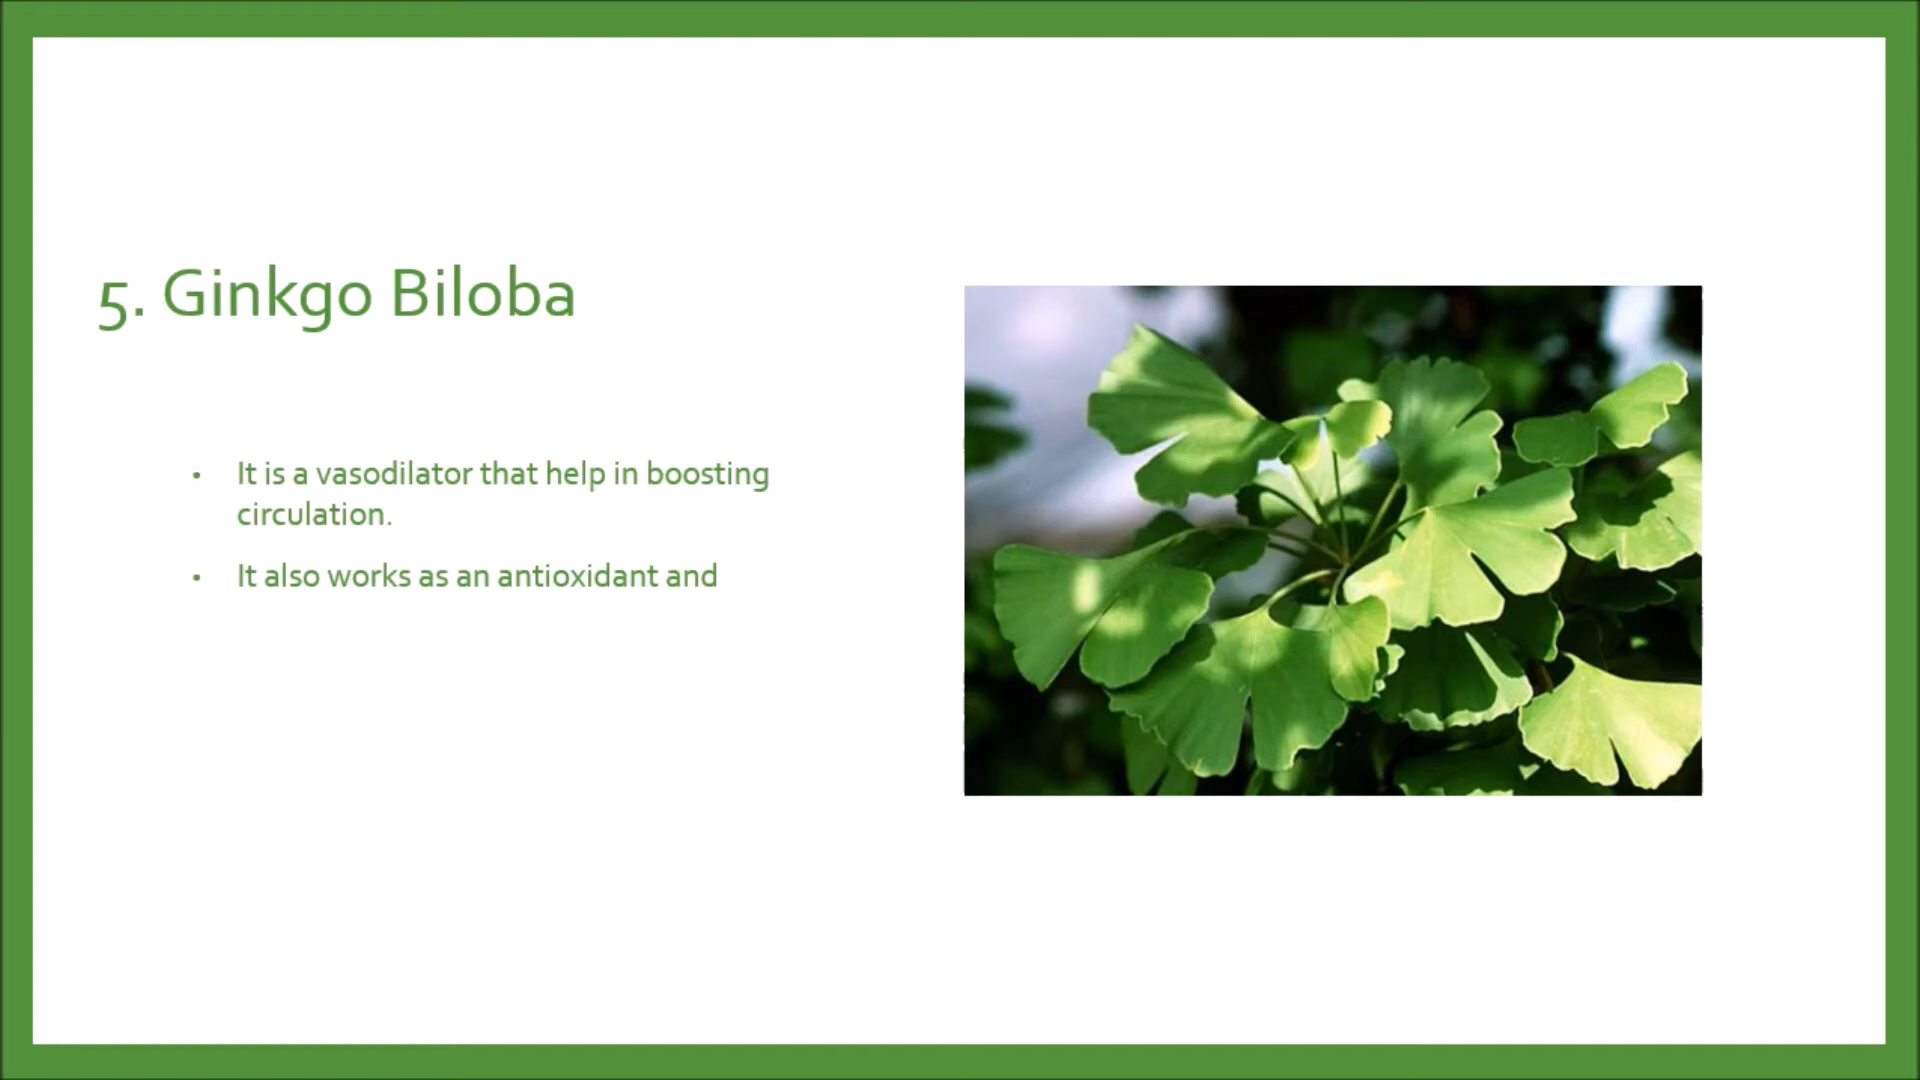 5. Ginkgo Biloba
• It is a vasodilator that help in boosting
circulation.
• It also works as an antioxidant and